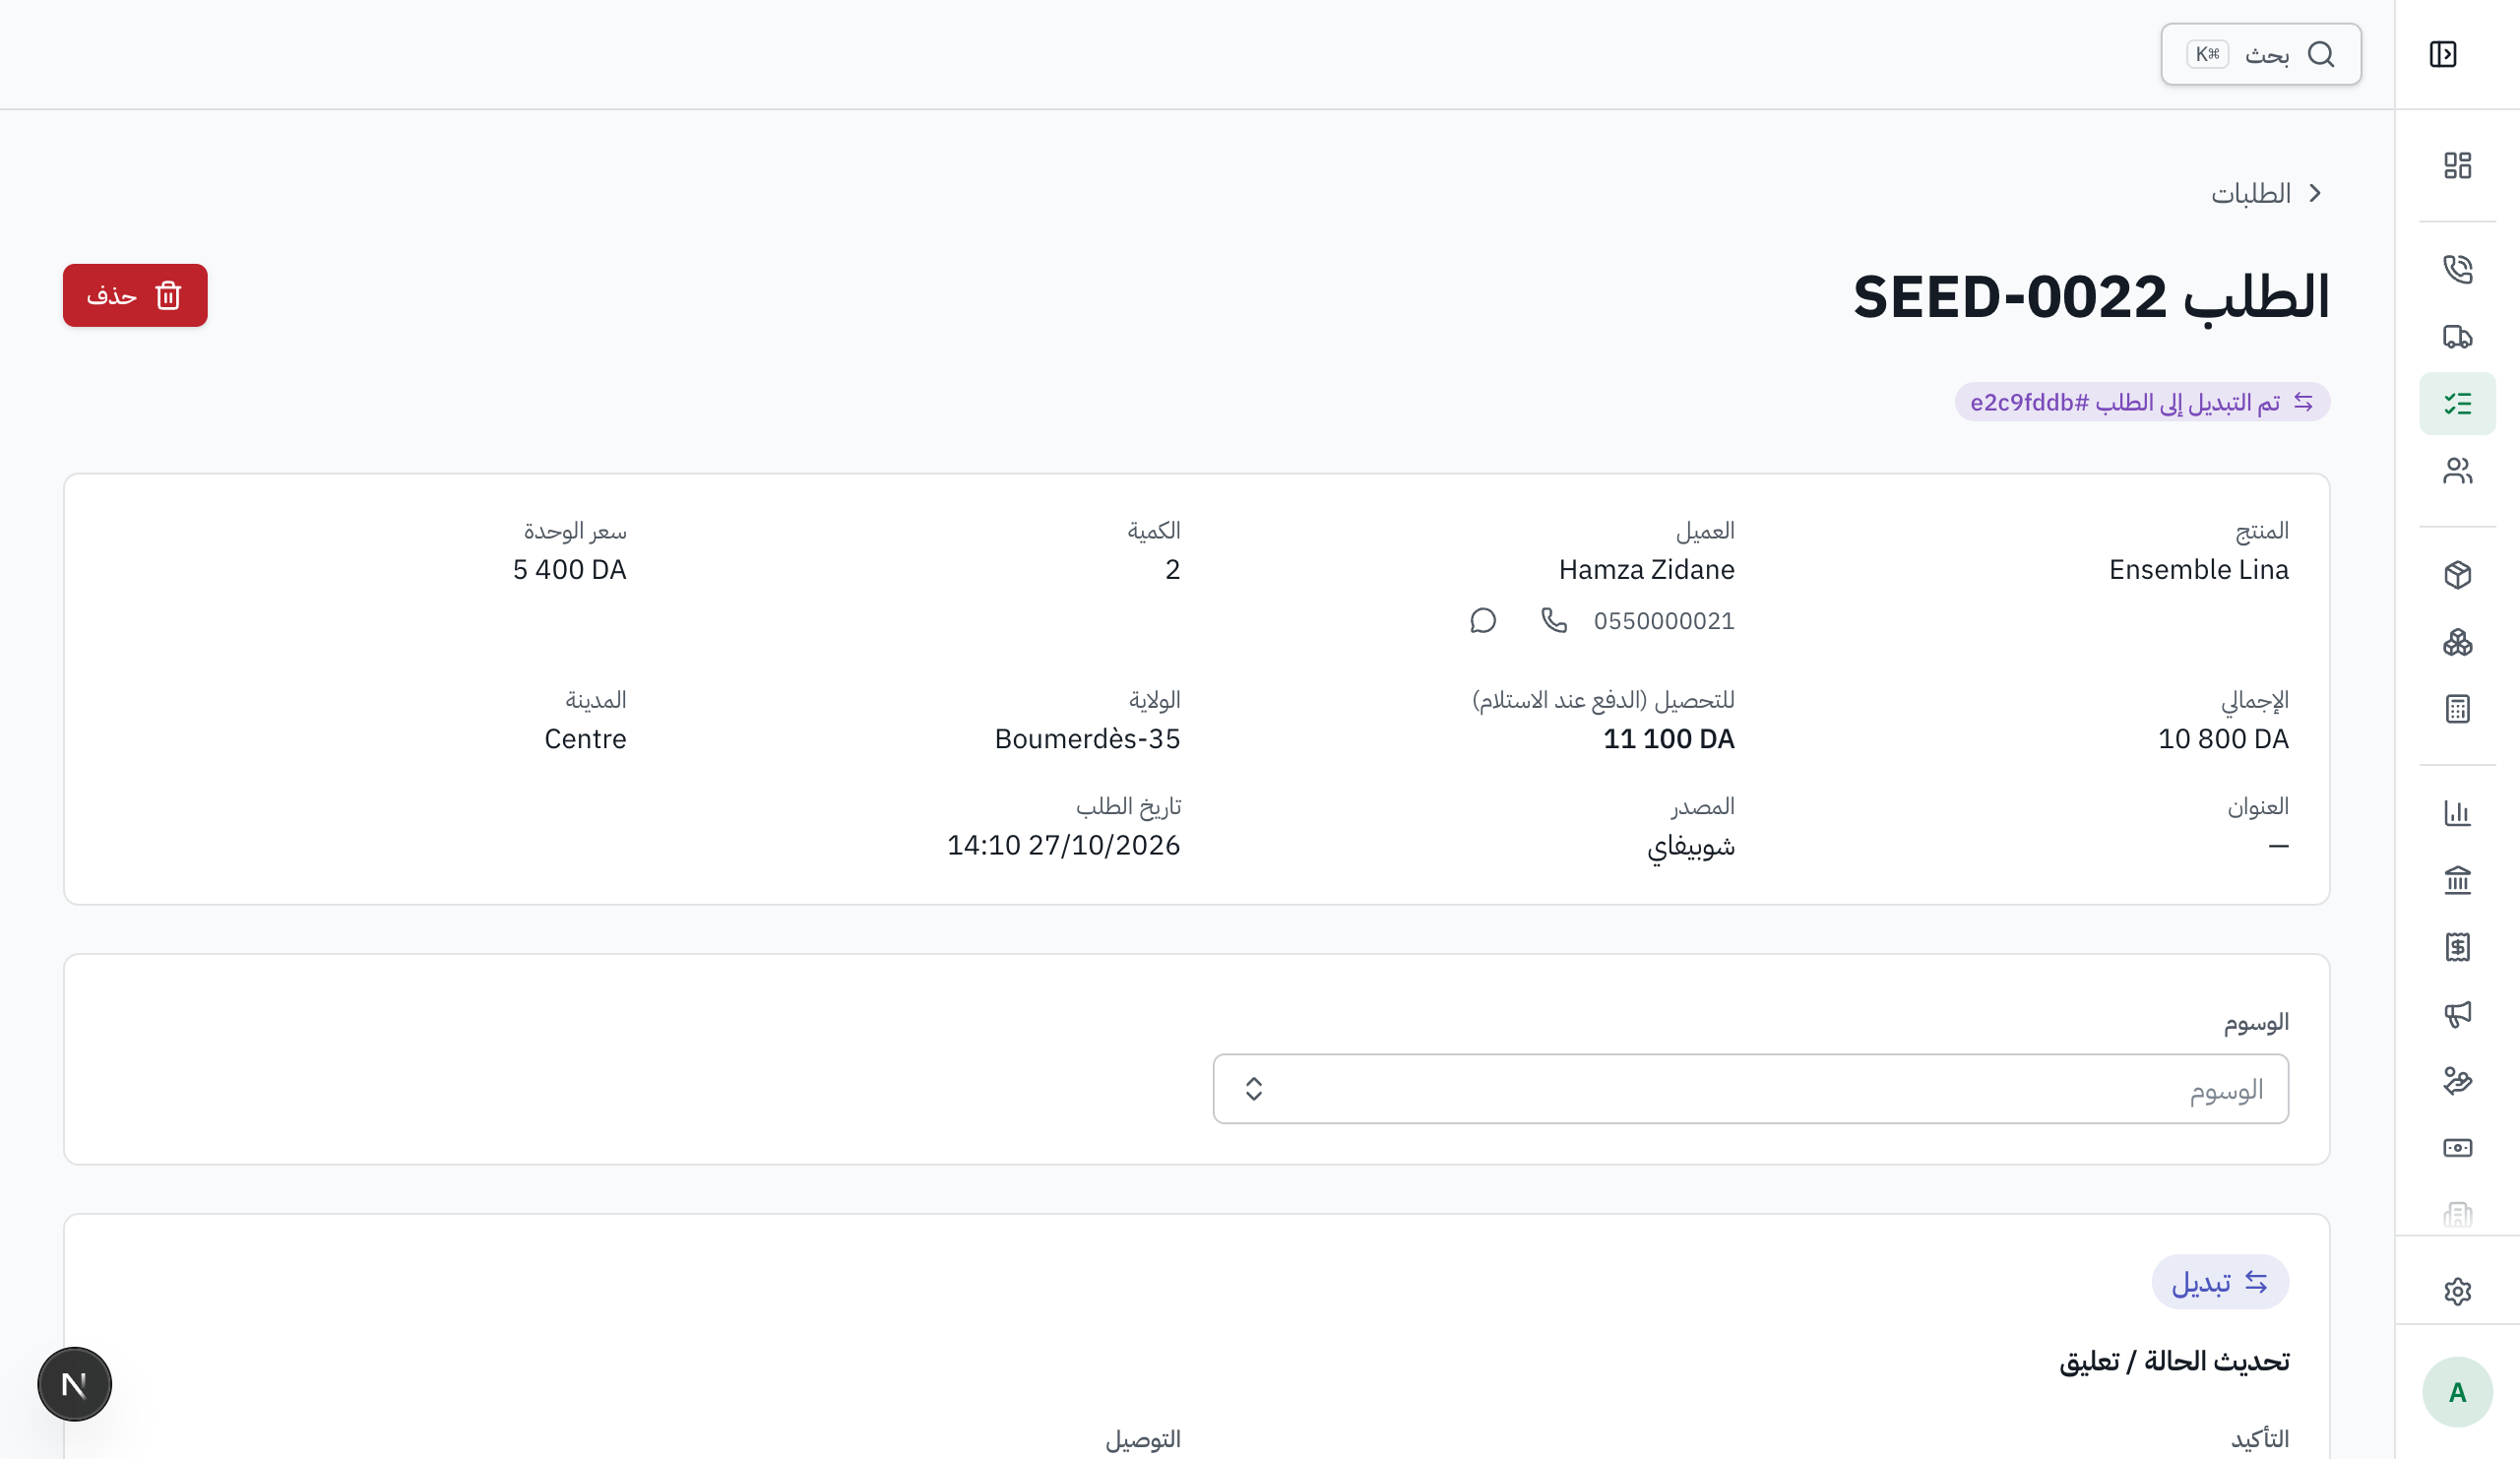 بحث ⌘K
الطلبات
الطلب SEED-0022
حذف
تم التبديل إلى الطلب #e2c9fddb
المنتج
Ensemble Lina
العميل
Hamza Zidane
0550000021
الكمية
2
سعر الوحدة
5 400 DA
الإجمالي
10 800 DA
للتحصيل (الدفع عند الاستلام)
11 100 DA
الولاية
35-Boumerdès
المدينة
Centre
العنوان
—
المصدر
شوبيفاي
تاريخ الطلب
27/10/2026 14:10
الوسوم
الوسوم
تبديل
تحديث الحالة / تعليق
التأكيد
التوصيل
N
A